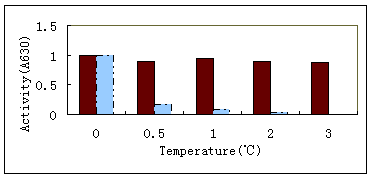 1.5
1
0.5
0
Activity(A630)
0 0.5 1 2 3
Temperature(℃)